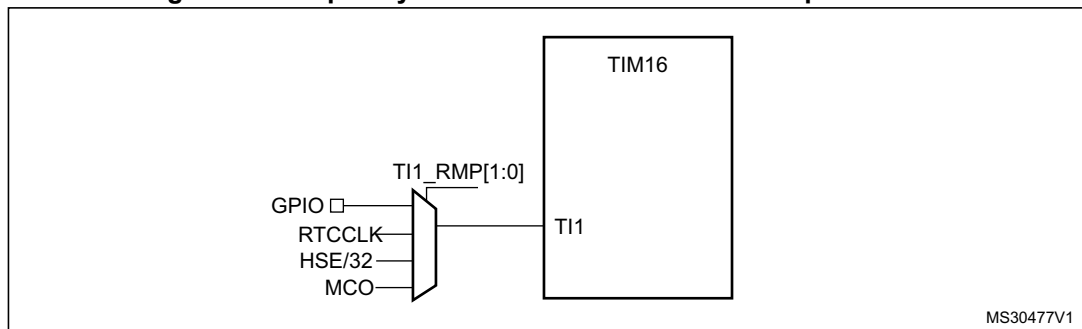 TIM16
TI1_RMP[1:0]
GPIO
TI1
RTCCLK
HSE/32
MCO
MS30477V1